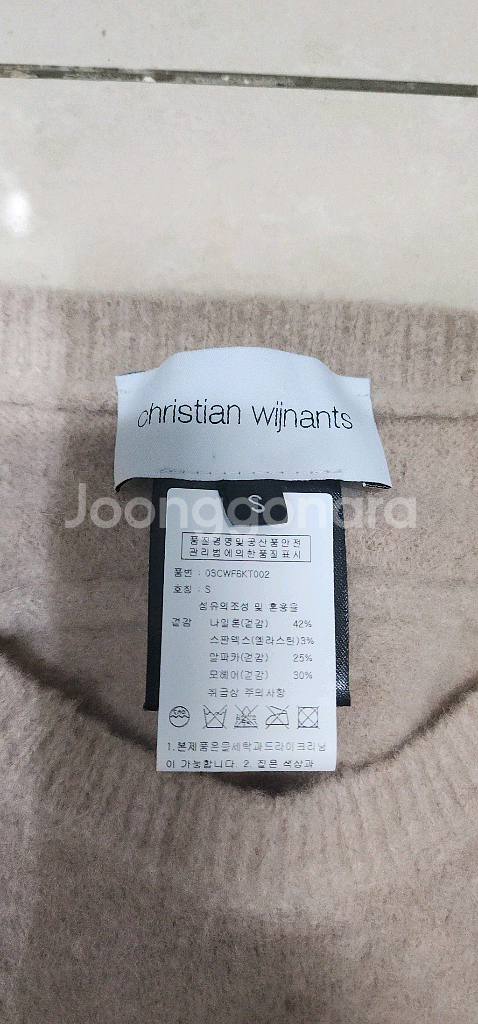 christian wijnants
S
Joonggonara
품질경영및공산품안전
관리법에의한품질표시
품번 : QSCWF6KT002
호칭 : S
섬유의조성 및 혼용율
겉감 나일론(겉감) 42%
스판덱스(엘라스틴)3%
알파카(겉감) 25%
모헤어(겉감) 30%
취급상 주의사항
1.본제품은물세탁과드라이크리닝
이 가능합니다. 2. 짙은 색상과